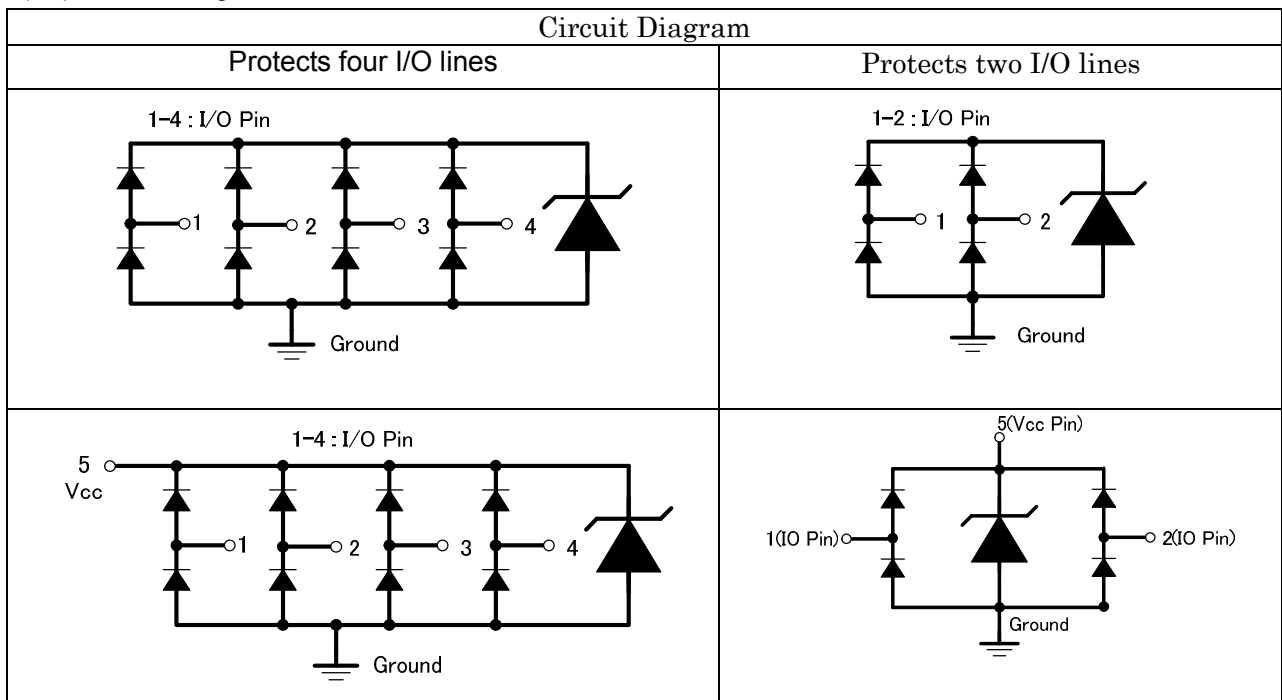 Circuit Diagram
Protects four I/O lines
Protects two I/O lines
1-4 : I/O Pin
1
2
3
4
Ground
1-2 : I/O Pin
1
2
Ground
1-4 : I/O Pin
5
Vcc
1
2
3
4
Ground
5(Vcc Pin)
1(IO Pin)
2(IO Pin)
Ground